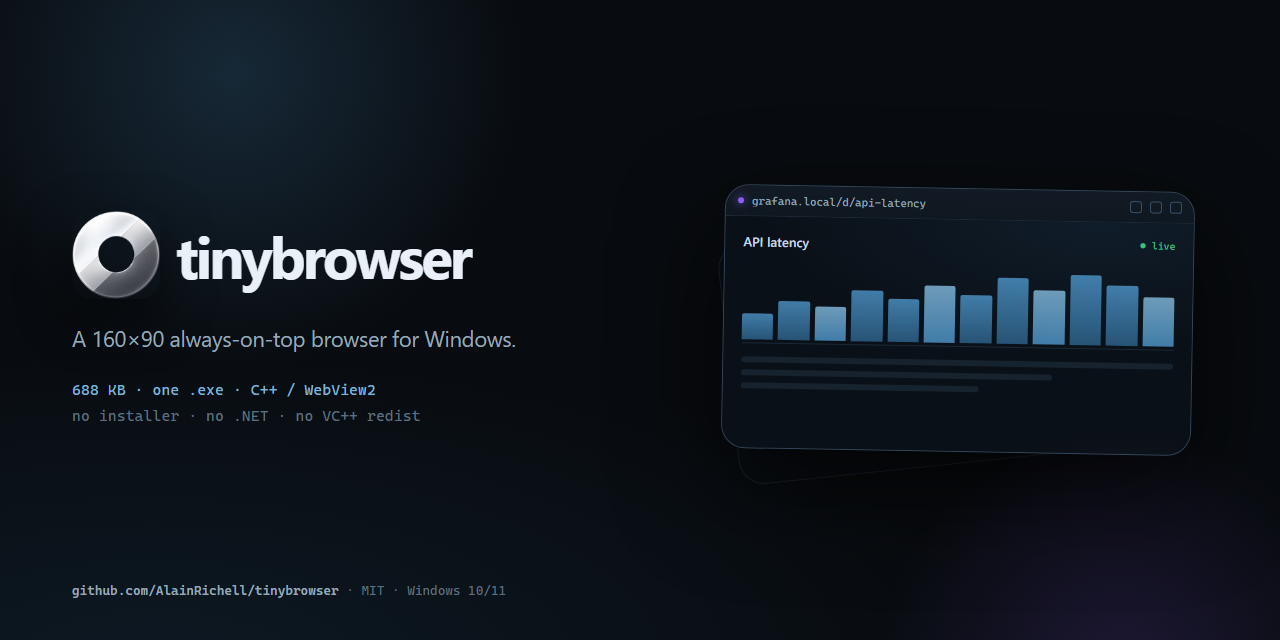 tinybrowser
A 160×90 always-on-top browser for Windows.
688 KB · one .exe · C++ / WebView2
no installer · no .NET · no VC++ redist
github.com/AlainRichell/tinybrowser · MIT · Windows 10/11
grafana.local/d/api-latency
API latency
live